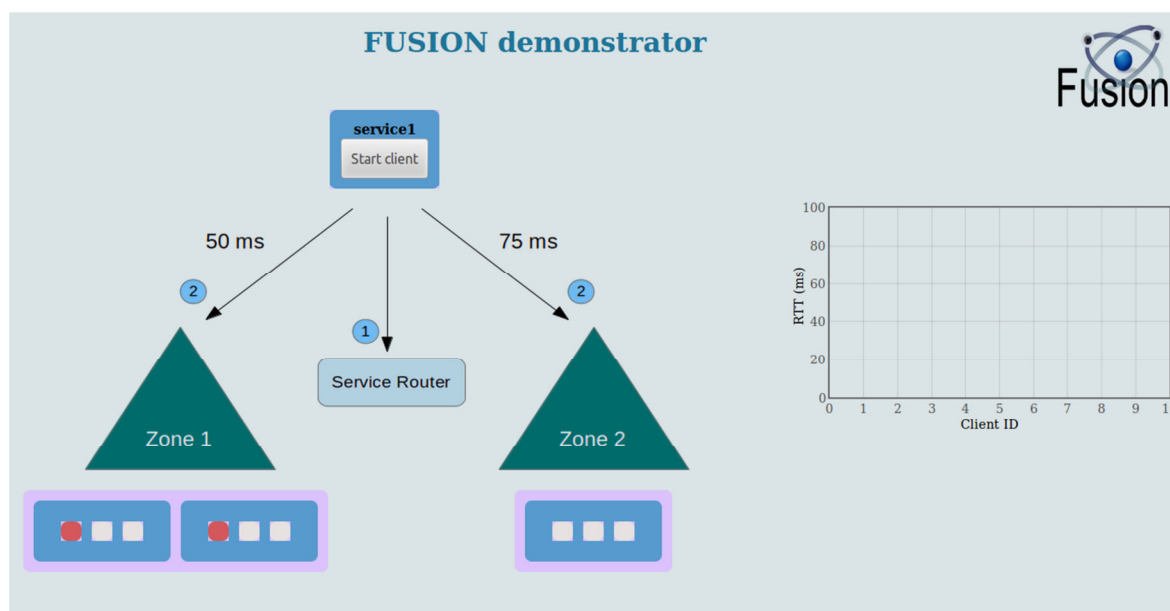 FUSION demonstrator
Fusion
service1
Start client
50 ms
75 ms
2
2
1
Service Router
Zone 1
Zone 2
100
80
60
40
20
0
RTT (ms)
0 1 2 3 4 5 6 7 8 9 1
Client ID